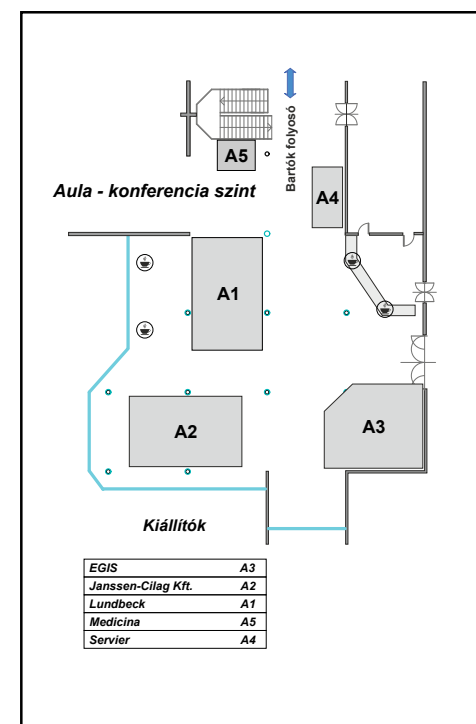 Bartók folyosó
A5
Aula - konferencia szint
A4
A1
A2
A3
Kiállítók
EGIS A3
Janssen-Cilag Kft. A2
Lundbeck A1
Medicina A5
Servier A4